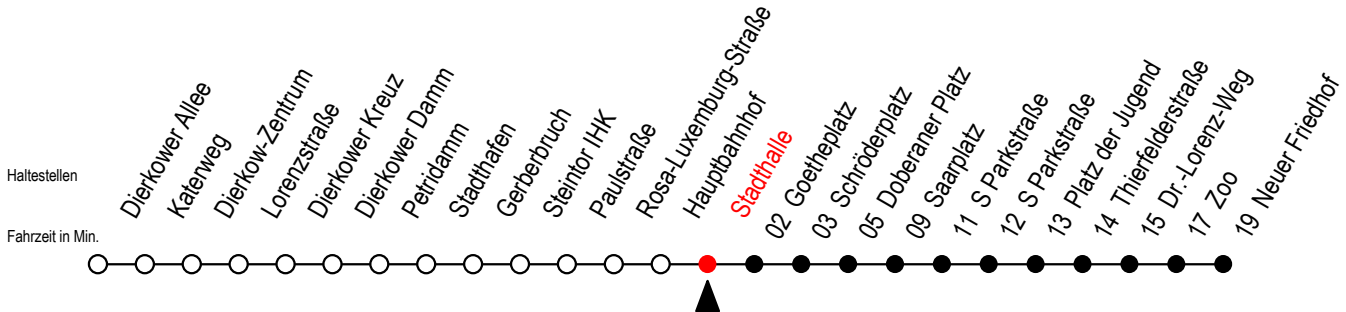 Haltestellen
Fahrzeit in Min.
Dierkower Allee
Katerweg
Dierkow-Zentrum
Lorenzstraße
Dierkower Kreuz
Dierkower Damm
Petridamm
Stadthafen
Gerberbruch
Steintor IHK
Paulstraße
Rosa-Luxemburg-Straße
Hauptbahnhof
Stadthalle
02 Goetheplatz
03 Schröderplatz
05 Doberaner Platz
09 Saarplatz
11 S Parkstraße
12 S Parkstraße
13 Platz der Jugend
14 Thierfelderstraße
15 Dr.-Lorenz-Weg
17 Zoo
19 Neuer Friedhof